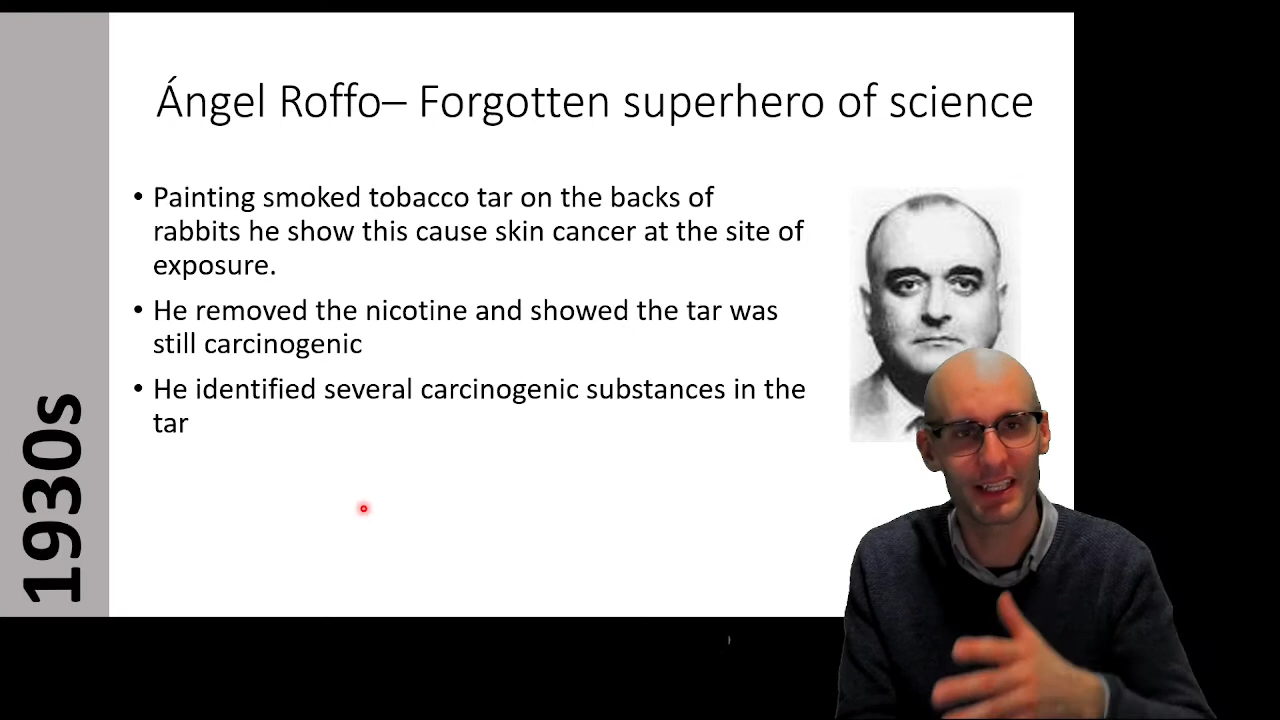 Ángel Roffo– Forgotten superhero of science
• Painting smoked tobacco tar on the backs of
rabbits he show this cause skin cancer at the site of
exposure.
• He removed the nicotine and showed the tar was
still carcinogenic
• He identified several carcinogenic substances in the
tar
1930s